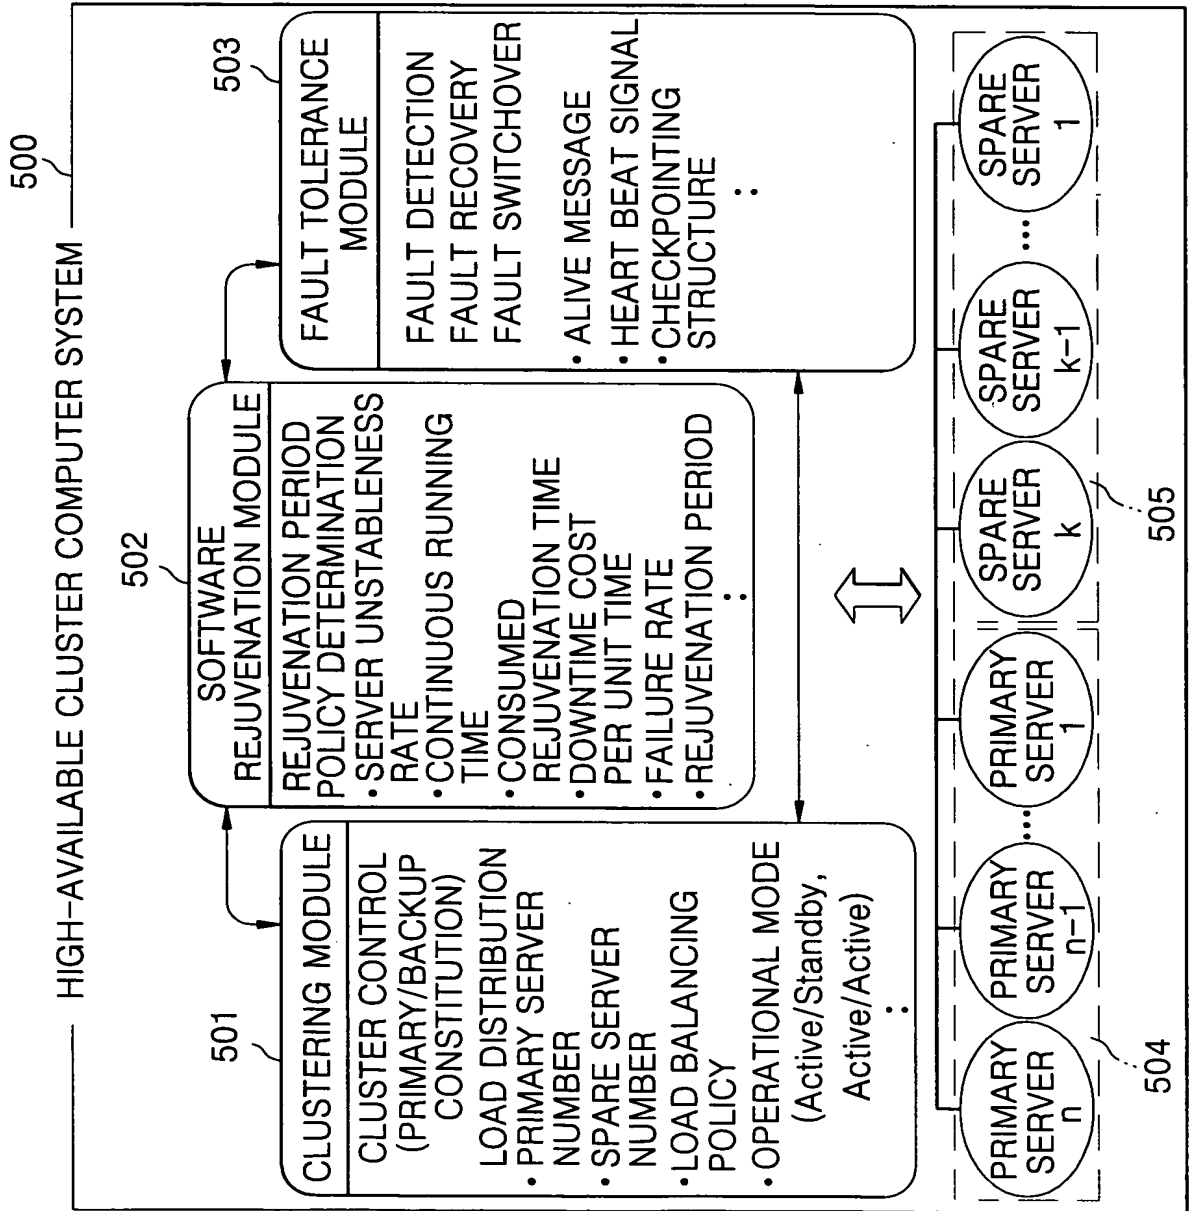 HIGH-AVAILABLE CLUSTER COMPUTER SYSTEM
500
501
CLUSTERING MODULE
CLUSTER CONTROL
(PRIMARY/BACKUP
CONSTITUTION)
LOAD DISTRIBUTION
• PRIMARY SERVER
NUMBER
• SPARE SERVER
NUMBER
• LOAD BALANCING
POLICY
• OPERATIONAL MODE
(Active/Standby,
Active/Active)
:
502
SOFTWARE
REJUVENATION MODULE
REJUVENATION PERIOD
POLICY DETERMINATION
• SERVER UNSTABLENESS
RATE
• CONTINUOUS RUNNING
TIME
• CONSUMED
REJUVENATION TIME
• DOWNTIME COST
PER UNIT TIME
• FAILURE RATE
• REJUVENATION PERIOD
:
503
FAULT TOLERANCE
MODULE
FAULT DETECTION
FAULT RECOVERY
FAULT SWITCHOVER
• ALIVE MESSAGE
• HEART BEAT SIGNAL
• CHECKPOINTING
STRUCTURE
:
PRIMARY
SERVER
n
PRIMARY
SERVER
n-1
...
PRIMARY
SERVER
1
SPARE
SERVER
k
SPARE
SERVER
k-1
...
SPARE
SERVER
1
504
505